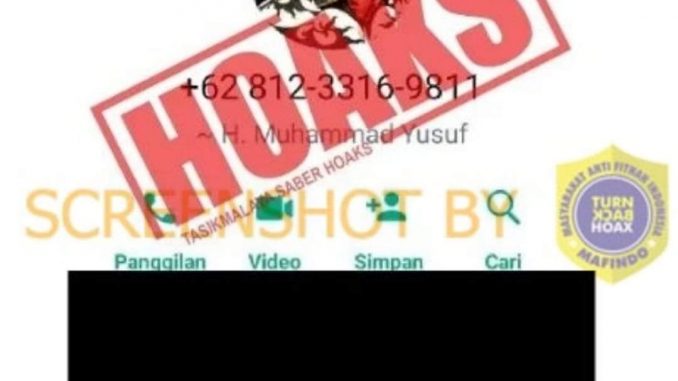 HOAKS
+62 812-3316-9811
~ H. Muhammad Yusuf
TASIKMALAYA SABER HOAKS
SCREENSHOT BY
MASYARAKAT ANTI FITNAH INDONESIA
TURN
BACK
HOAX
MAFINDO
Panggilan Video Simpan Cari